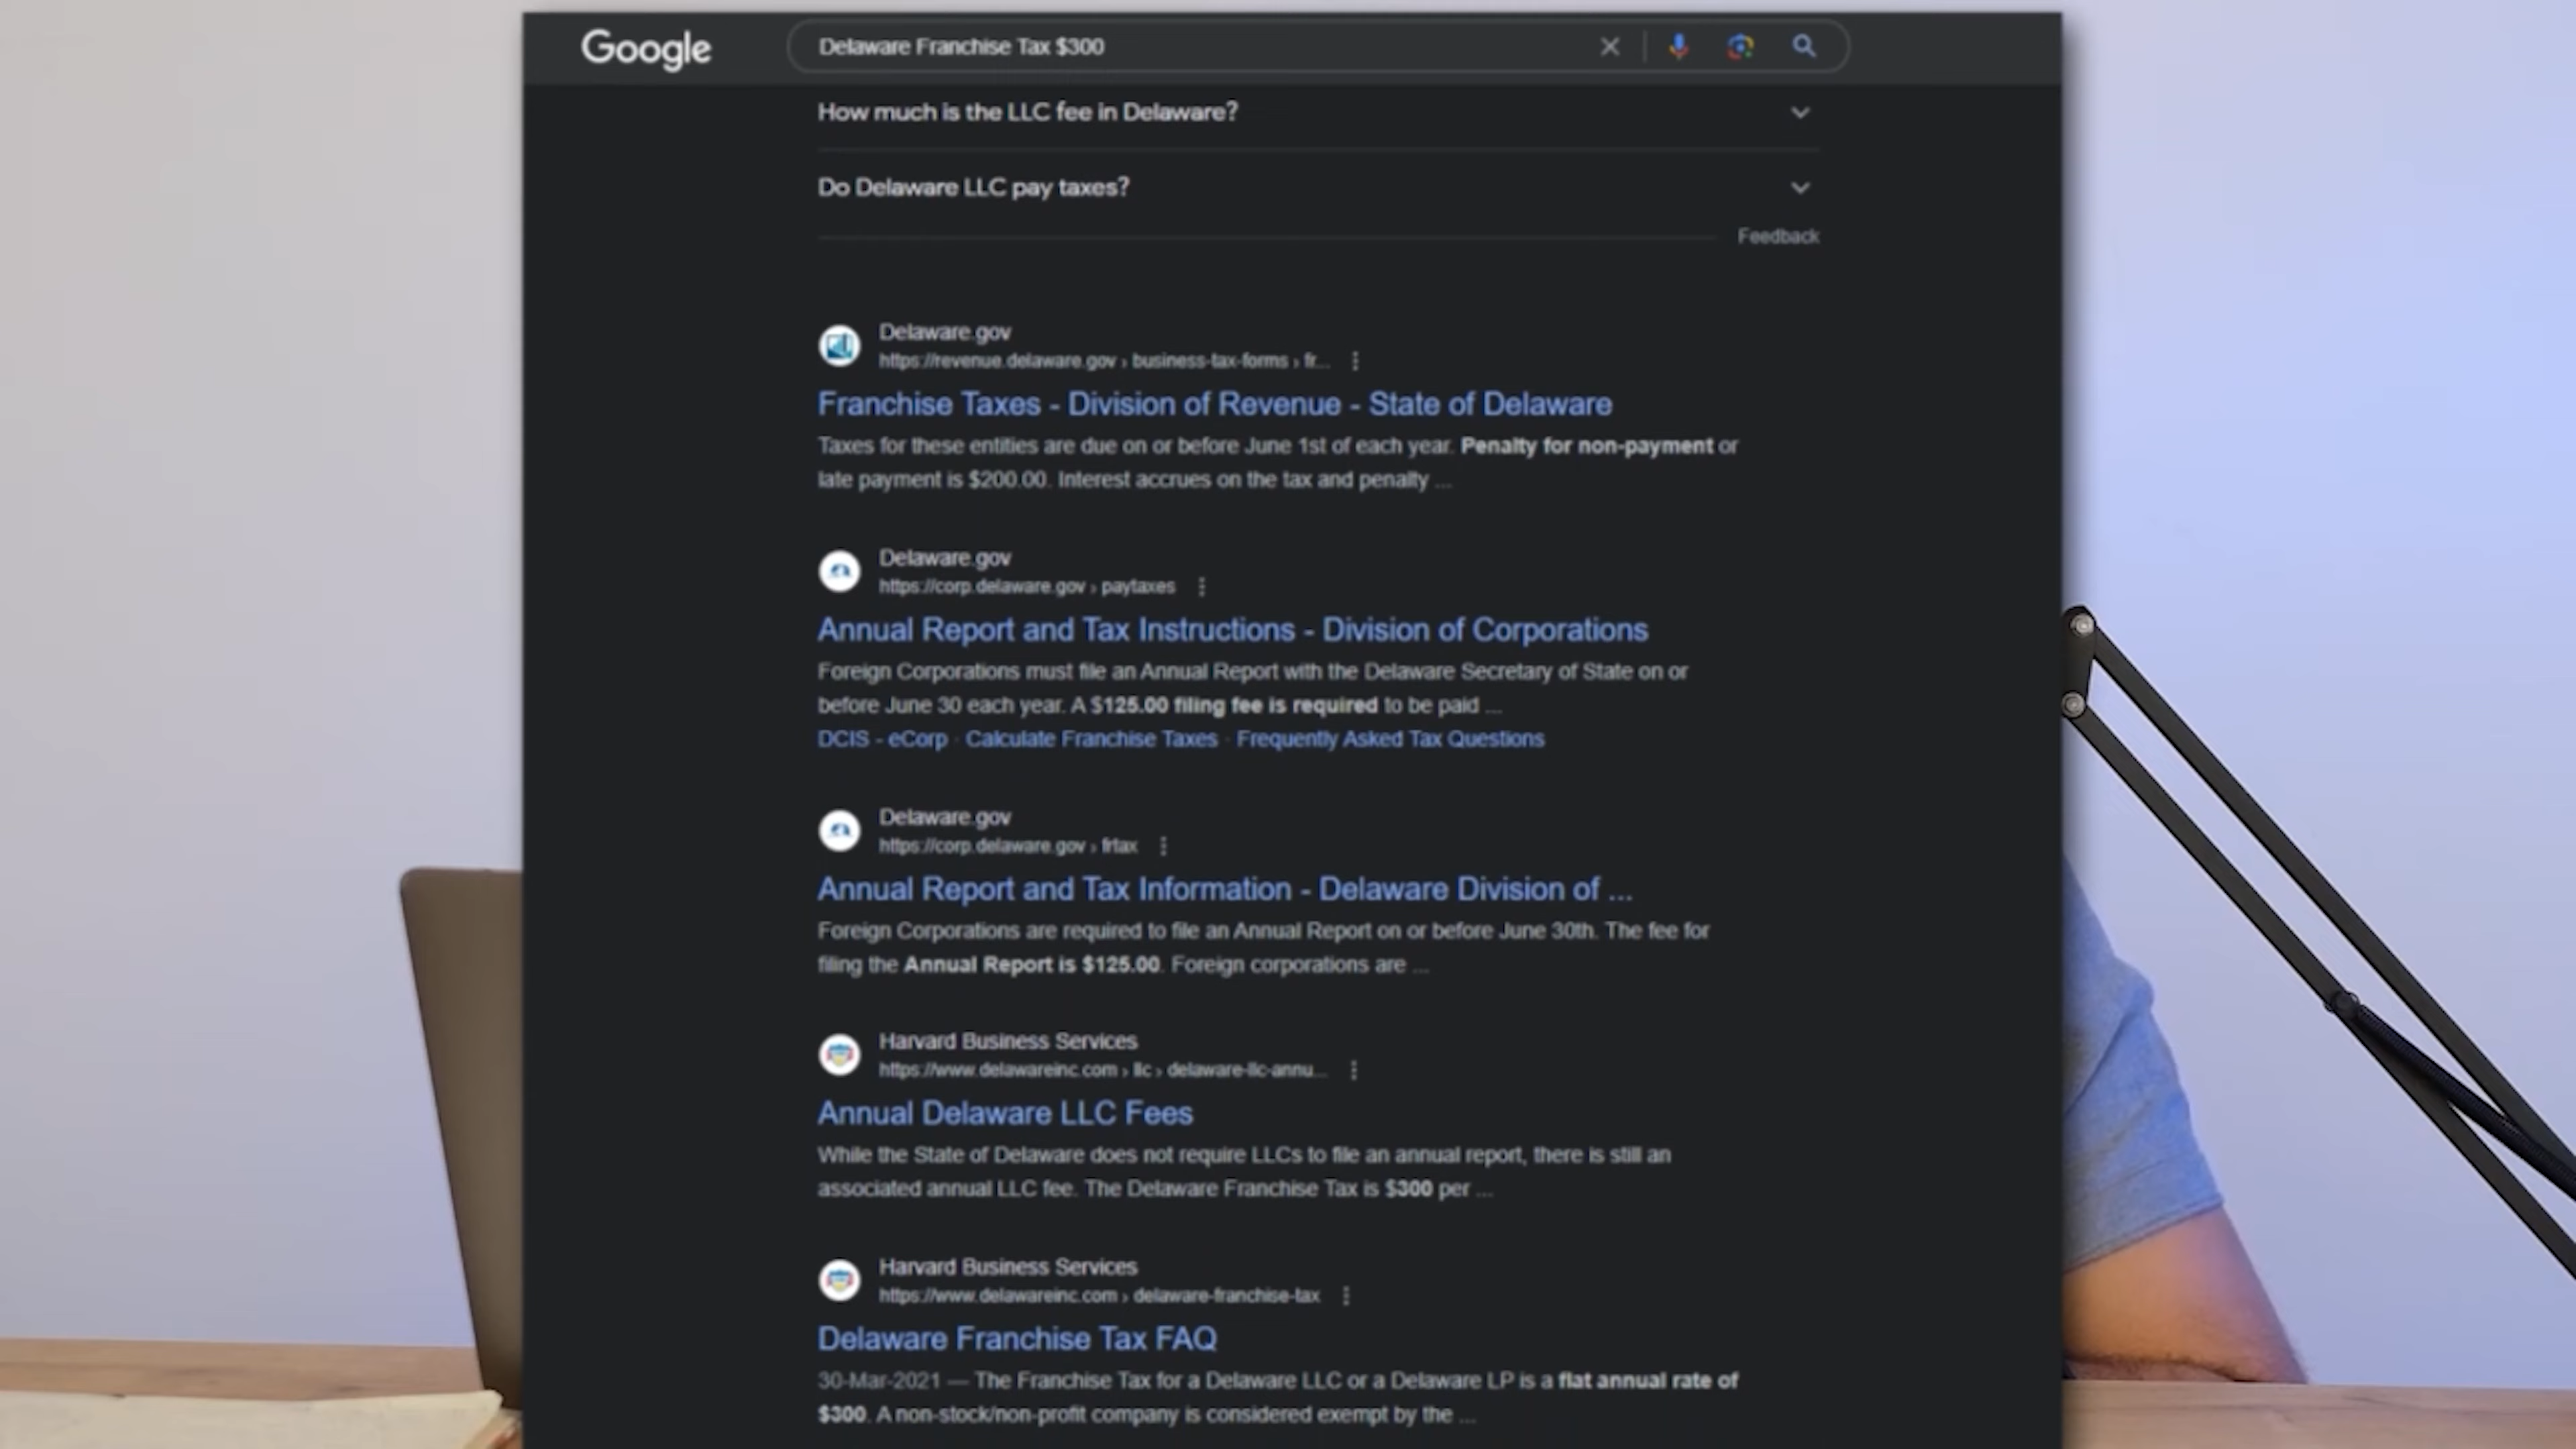 Google
Delaware Franchise Tax $300
How much is the LLC fee in Delaware?
Do Delaware LLC pay taxes?
Feedback
Delaware.gov
https://revenue.delaware.gov › business-tax-forms › fr...
Franchise Taxes - Division of Revenue - State of Delaware
Taxes for these entities are due on or before June 1st of each year. Penalty for non-payment or
late payment is $200.00. Interest accrues on the tax and penalty ...
Delaware.gov
https://corp.delaware.gov › paytaxes
Annual Report and Tax Instructions - Division of Corporations
Foreign Corporations must file an Annual Report with the Delaware Secretary of State on or
before June 30 each year. A $125.00 filing fee is required to be paid ...
DCIS - eCorp · Calculate Franchise Taxes · Frequently Asked Tax Questions
Delaware.gov
https://corp.delaware.gov › frtax
Annual Report and Tax Information - Delaware Division of ...
Foreign Corporations are required to file an Annual Report on or before June 30th. The fee for
filing the Annual Report is $125.00. Foreign corporations are ...
Harvard Business Services
https://www.delawareinc.com › llc › delaware-llc-annu...
Annual Delaware LLC Fees
While the State of Delaware does not require LLCs to file an annual report, there is still an
associated annual LLC fee. The Delaware Franchise Tax is $300 per ...
Harvard Business Services
https://www.delawareinc.com › delaware-franchise-tax
Delaware Franchise Tax FAQ
30-Mar-2021 — The Franchise Tax for a Delaware LLC or a Delaware LP is a flat annual rate of
$300. A non-stock/non-profit company is considered exempt by the ...